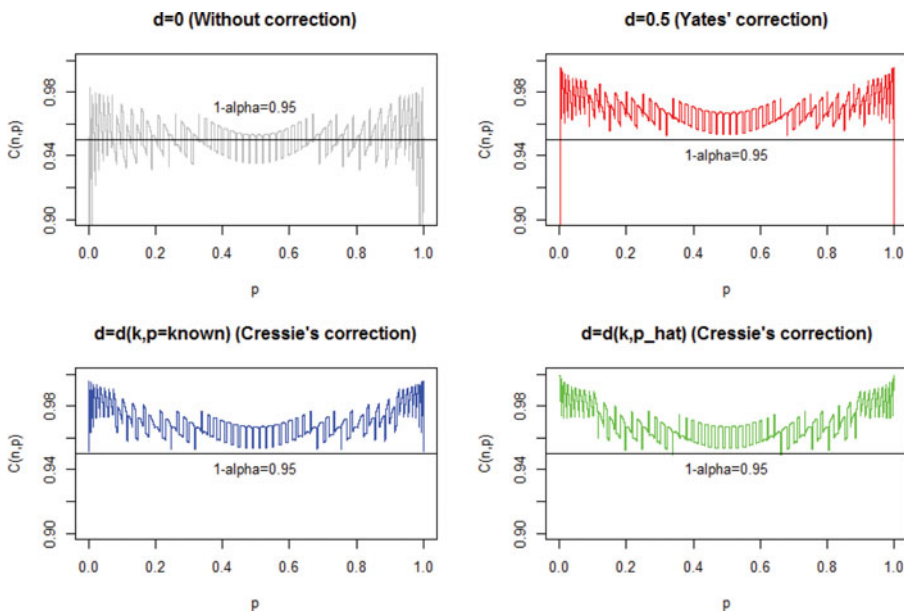 d=0 (Without correction)
C(n,p)
0.98
0.94
0.90
1-alpha=0.95
0.0 0.2 0.4 0.6 0.8 1.0
p
d=0.5 (Yates' correction)
C(n,p)
0.98
0.94
0.90
1-alpha=0.95
0.0 0.2 0.4 0.6 0.8 1.0
p
d=d(k,p=known) (Cressie's correction)
C(n,p)
0.98
0.94
0.90
1-alpha=0.95
0.0 0.2 0.4 0.6 0.8 1.0
p
d=d(k,p_hat) (Cressie's correction)
C(n,p)
0.98
0.94
0.90
1-alpha=0.95
0.0 0.2 0.4 0.6 0.8 1.0
p